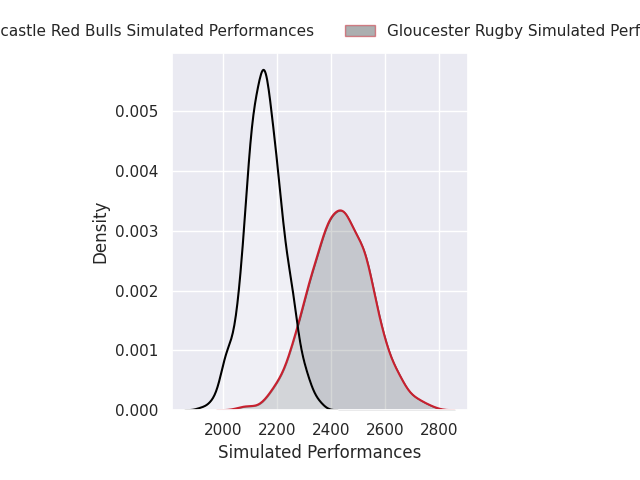 castle Red Bulls Simulated Performances Gloucester Rugby Simulated Perf
0.005
0.004
0.003
0.002
0.001
0.000
Density
2000 2200 2400 2600 2800
Simulated Performances